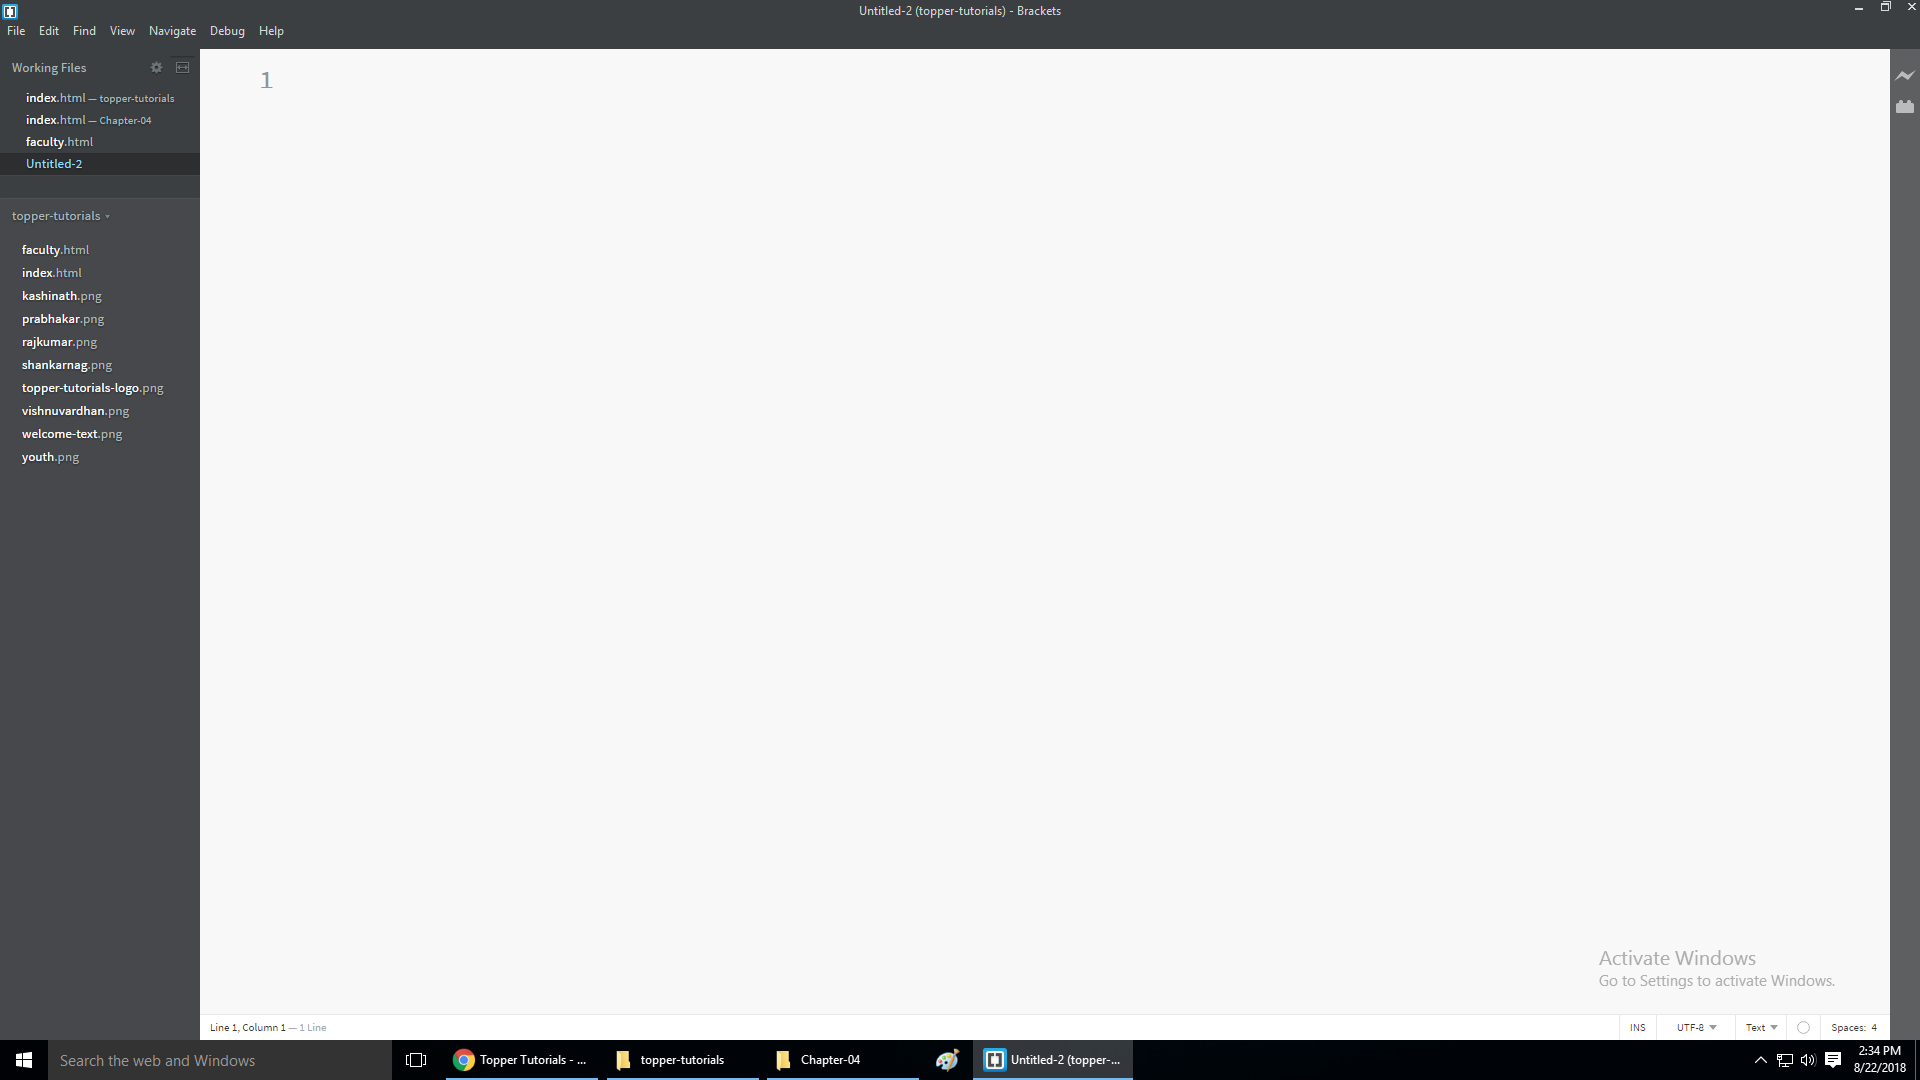 Untitled-2 (topper-tutorials) - Brackets
File Edit Find View Navigate Debug Help
Working Files
index.html — topper-tutorials
index.html — Chapter-04
faculty.html
Untitled-2
topper-tutorials
faculty.html
index.html
kashinath.png
prabhakar.png
rajkumar.png
shankarnag.png
topper-tutorials-logo.png
vishnuvardhan.png
welcome-text.png
youth.png
1
Activate Windows
Go to Settings to activate Windows.
Line 1, Column 1 — 1 Line
INS UTF-8 Text Spaces: 4
Search the web and Windows
Topper Tutorials - ...
topper-tutorials
Chapter-04
Untitled-2 (topper-...
2:34 PM
8/22/2018